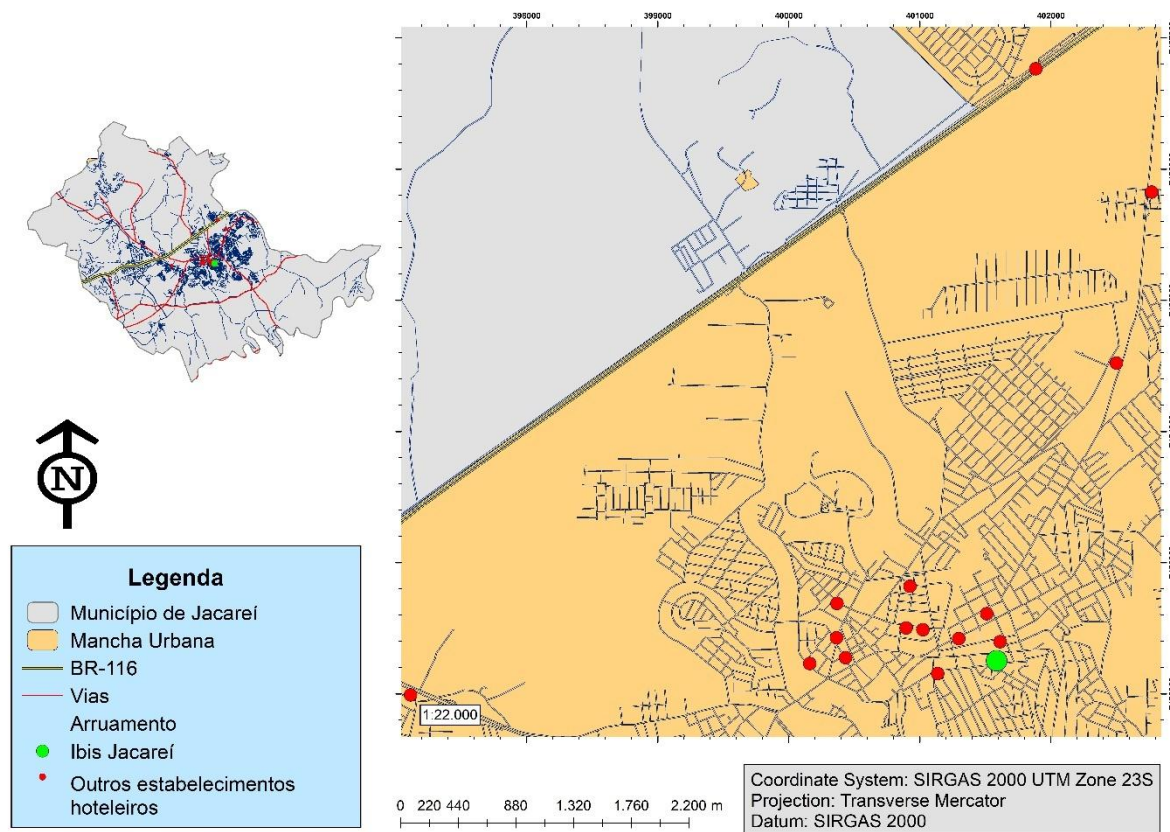 398000 399000 400000 401000 402000
N
Legenda
Município de Jacareí
Mancha Urbana
BR-116
Vias
Arruamento
Ibis Jacareí
Outros estabelecimentos
hoteleiros
1:22.000
0 220 440 880 1.320 1.760 2.200 m
Coordinate System: SIRGAS 2000 UTM Zone 23S
Projection: Transverse Mercator
Datum: SIRGAS 2000